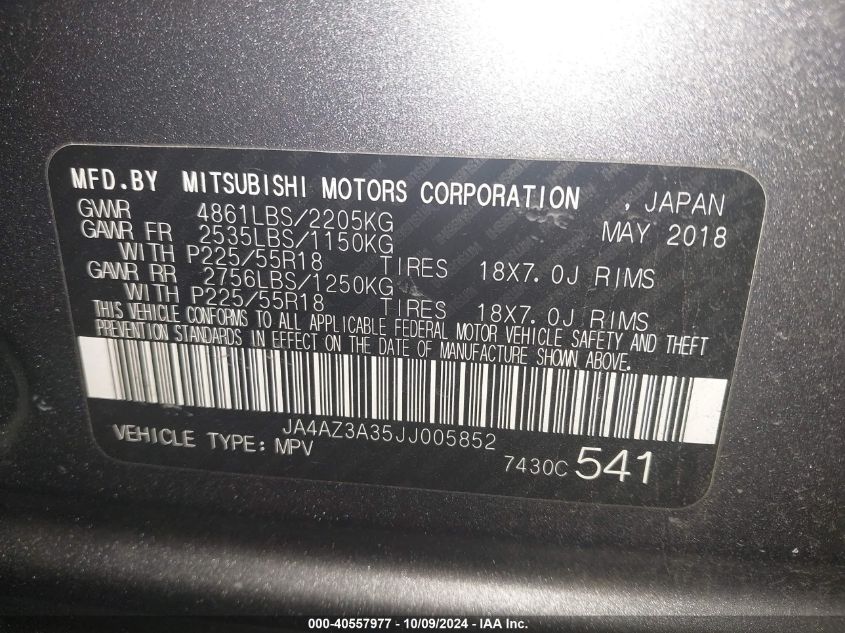 MFD.BY MITSUBISHI MOTORS CORPORATION , JAPAN
GVWR 4861LBS/2205KG MAY 2018
GAWR FR 2535LBS/1150KG
WITH P225/55R18 TIRES 18X7.0J RIMS
GAWR RR 2756LBS/1250KG
WITH P225/55R18 TIRES 18X7.0J RIMS
THIS VEHICLE CONFORMS TO ALL APPLICABLE FEDERAL MOTOR VEHICLE SAFETY AND THEFT
PREVENTION STANDARDS IN EFFECT ON THE DATE OF MANUFACTURE SHOWN ABOVE.
JA4AZ3A35JJ005852
VEHICLE TYPE: MPV 7430C 541
000-40557977 - 10/09/2024 - IAA Inc.